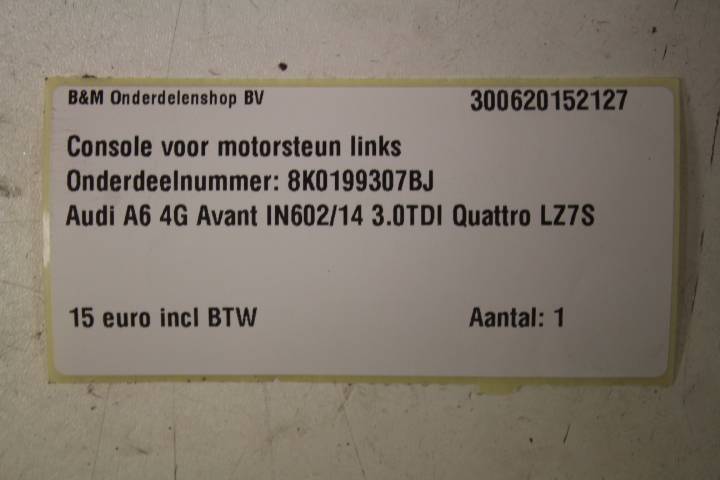 B&M Onderdelenshop BV 300620152127
Console voor motorsteun links
Onderdeelnummer: 8K0199307BJ
Audi A6 4G Avant IN602/14 3.0TDI Quattro LZ7S
15 euro incl BTW Aantal: 1